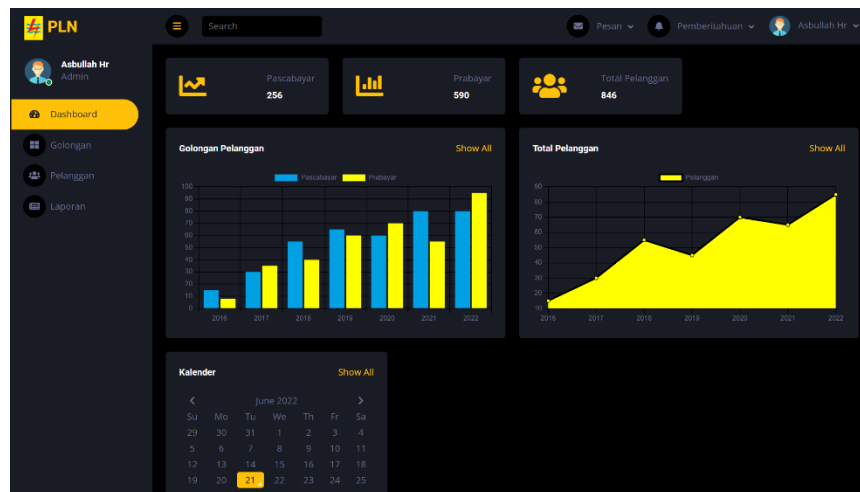 PLN
Search
Pesan
Pemberitahuan
Asbullah Hr
Asbullah Hr
Admin
Dashboard
Golongan
Pelanggan
Laporan
Pascabayar
256
Prabayar
590
Total Pelanggan
846
Golongan Pelanggan
Show All
Pascabayar
Prabayar
100
90
80
70
60
50
40
30
20
10
0
2016 2017 2018 2019 2020 2021 2022
Total Pelanggan
Show All
Pelanggan
90
80
70
60
50
40
30
20
10
2016 2017 2018 2019 2020 2021 2022
Kalender
Show All
June 2022
Su Mo Tu We Th Fr Sa
29 30 31 1 2 3 4
5 6 7 8 9 10 11
12 13 14 15 16 17 18
19 20 21 22 23 24 25